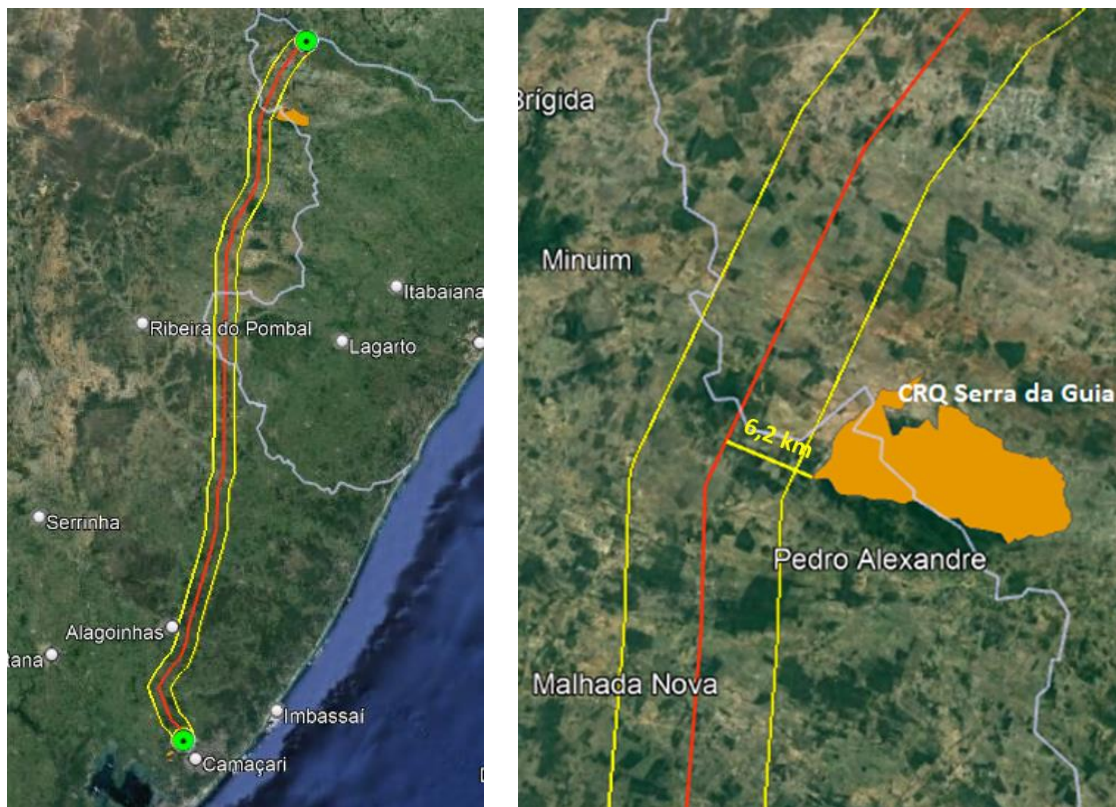 Itabaiana
Ribeira do Pombal
Lagarto
Serrinha
Alagoinhas
tana
Imbassaí
Camaçari
Brígida
Minuim
CRQ Serra da Guia
6,2 km
Pedro Alexandre
Malhada Nova